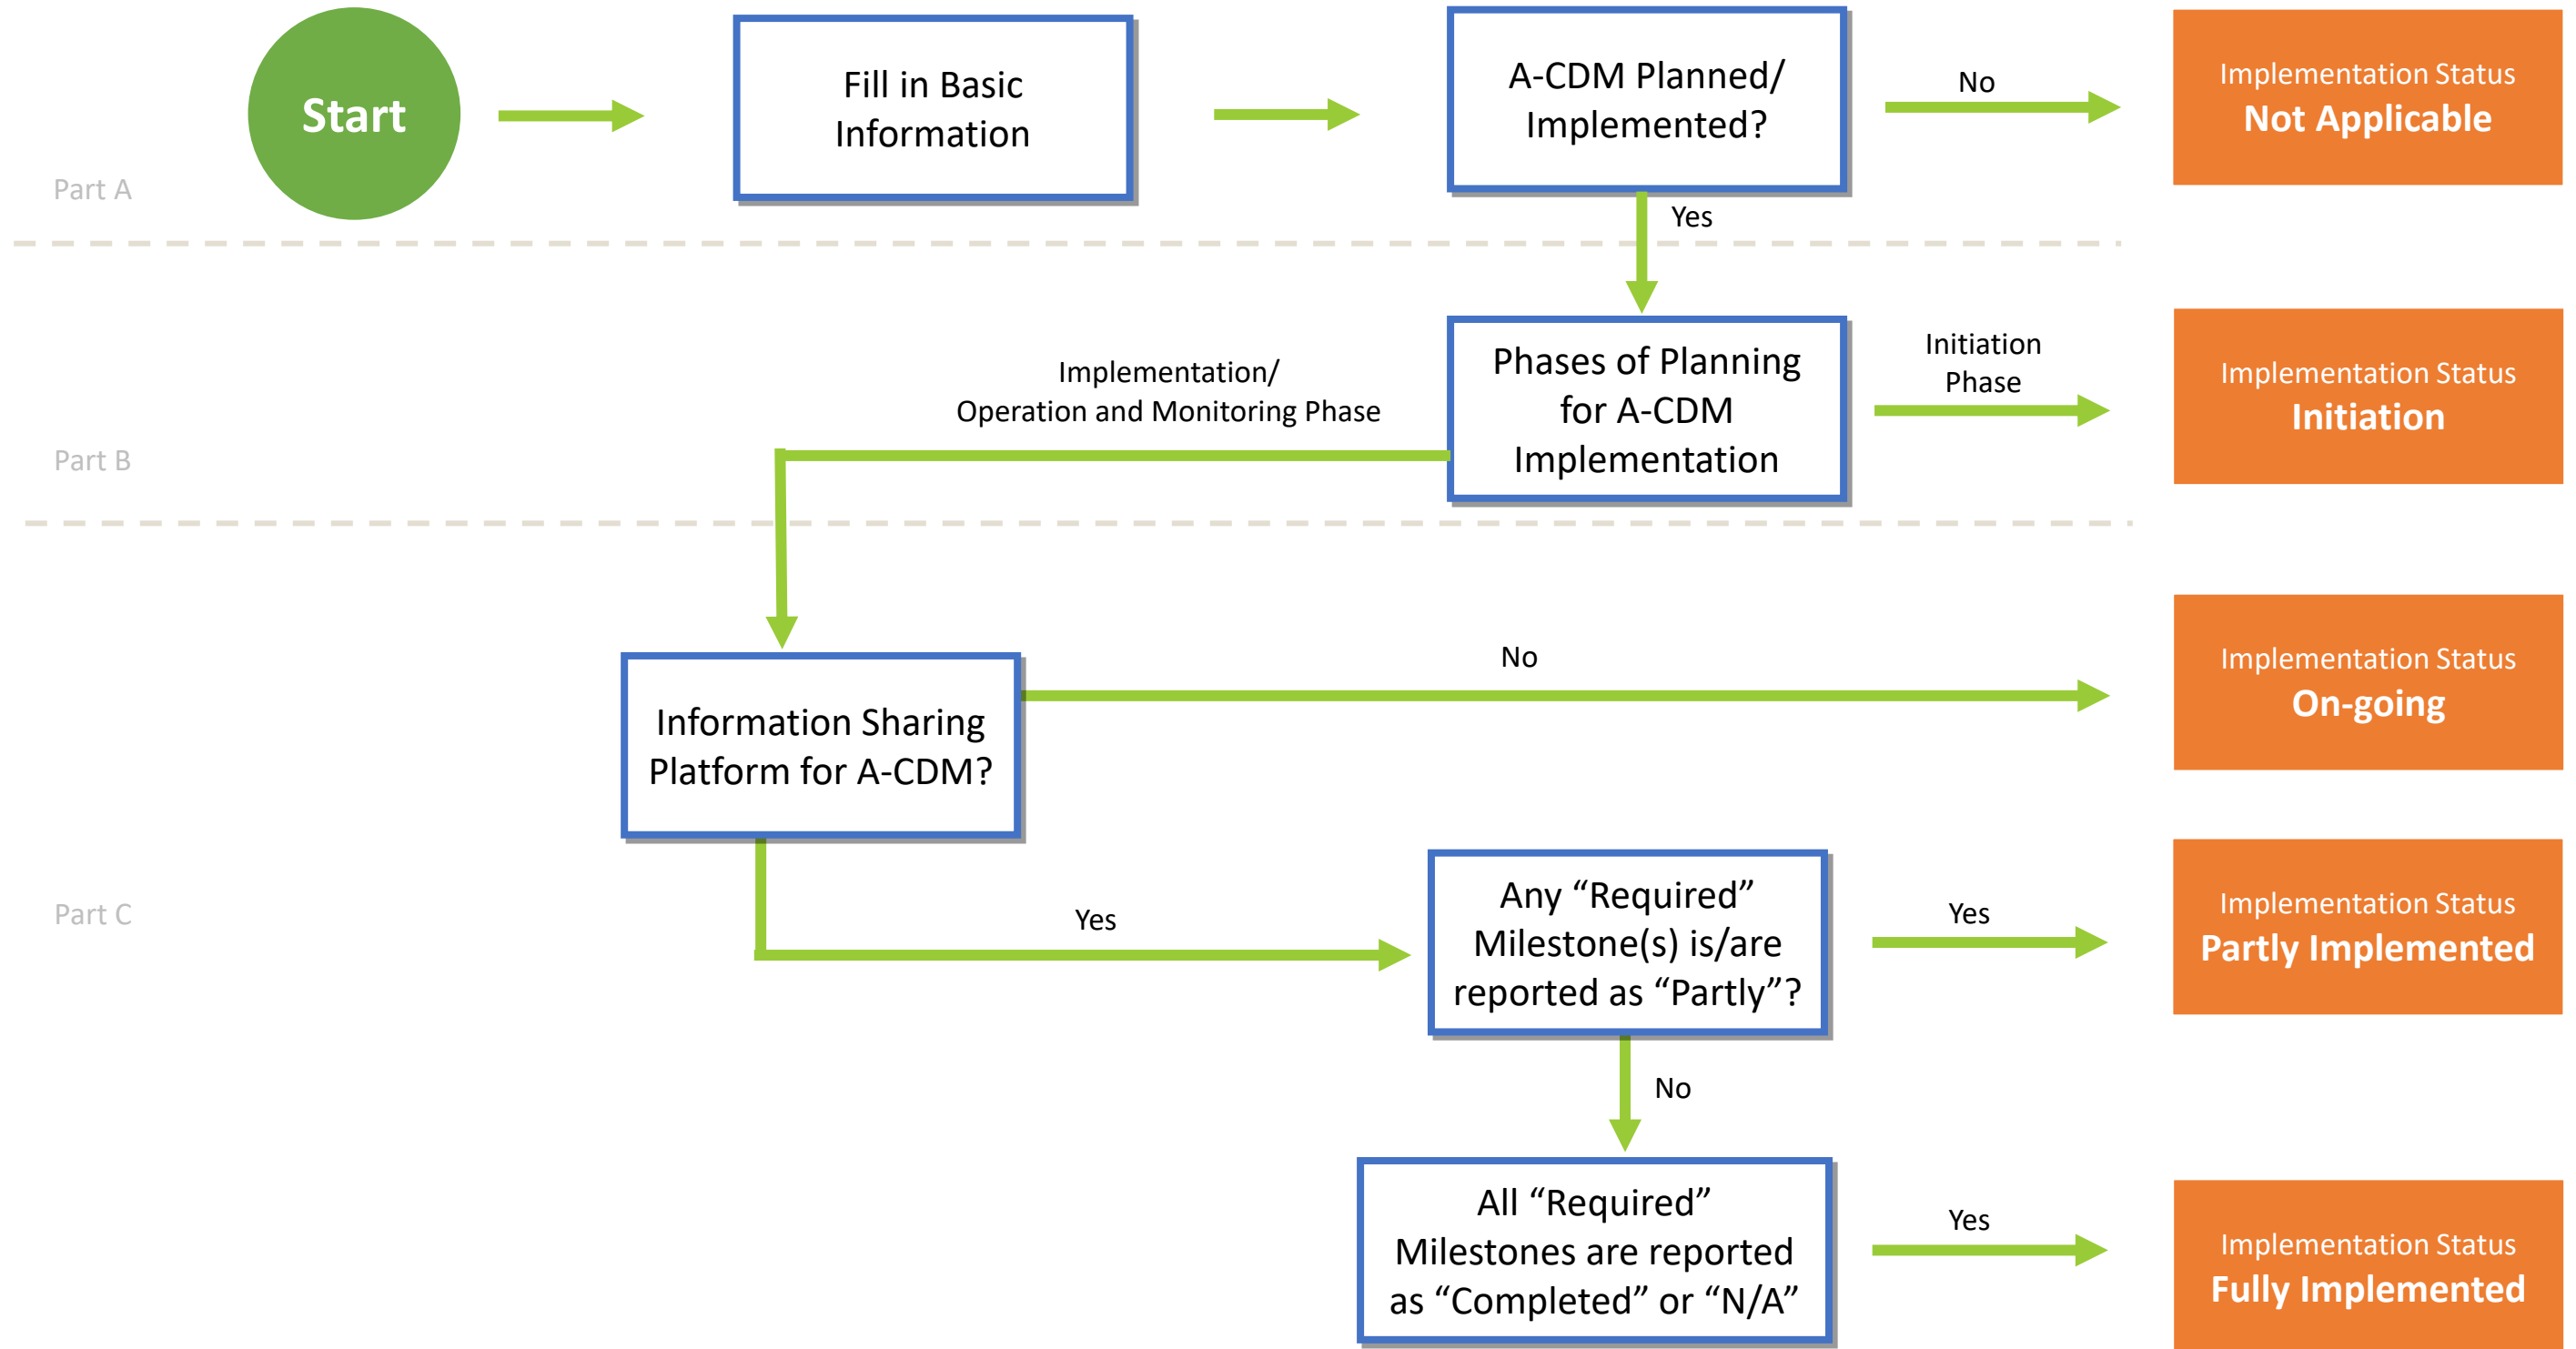 Start
Fill in Basic
Information
A-CDM Planned/
Implemented?
No
Implementation Status
Not Applicable
Part A
Yes
Implementation/
Operation and Monitoring Phase
Phases of Planning
for A-CDM
Implementation
Initiation
Phase
Implementation Status
Initiation
Part B
Information Sharing
Platform for A-CDM?
No
Implementation Status
On-going
Part C
Yes
Any “Required”
Milestone(s) is/are
reported as “Partly”?
Yes
Implementation Status
Partly Implemented
No
All “Required”
Milestones are reported
as “Completed” or “N/A”
Yes
Implementation Status
Fully Implemented